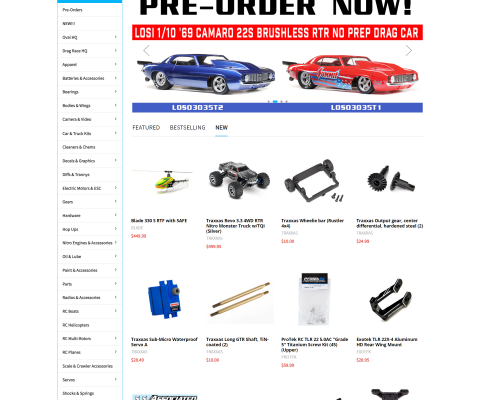 PRE-ORDER NOW!
LOSI 1/10 '69 CAMARO 22S BRUSHLESS RTR NO PREP DRAG CAR
LOS03035T2
LOS03035T1
Pre-Orders
NEW!!!
Oval HQ
Drag Race HQ
Apparel
Batteries & Accessories
Bearings
Bodies & Wings
Camera & Video
Car & Truck Kits
Cleaners & Chems
Decals & Graphics
Diffs & Trannys
Electric Motors & ESC
Gears
Hardware
Hop Ups
Nitro Engines & Accessories
Oil & Lube
Paint & Accessories
Parts
Radios & Accessories
RC Boats
RC Helicopters
RC Multi-Rotors
RC Planes
Scale & Crawler Accessories
Servos
Shocks & Springs
FEATURED BESTSELLING NEW
Blade 330 S RTF with SAFE
BLADE
$449.99
Traxxas Revo 3.3 4WD RTR
Nitro Monster Truck w/TQi
(Silver)
TRAXXAS
$499.95
Traxxas Wheelie bar (Rustler
4x4)
TRAXXAS
$10.00
Traxxas Output gear, center
differential, hardened steel (2)
TRAXXAS
$24.99
Traxxas Sub-Micro Waterproof
Servo A
TRAXXAS
Traxxas Long GTR Shaft, TiN-
coated (2)
TRAXXAS
$10.00
ProTek RC TLR 22 5.0AC "Grade
5" Titanium Screw Kit (45)
(Upper)
PROTEK
$59.99
Exotek TLR 22X-4 Aluminum
HD Rear Wing Mount
EXOTEK
$28.95
ASSOCIATED